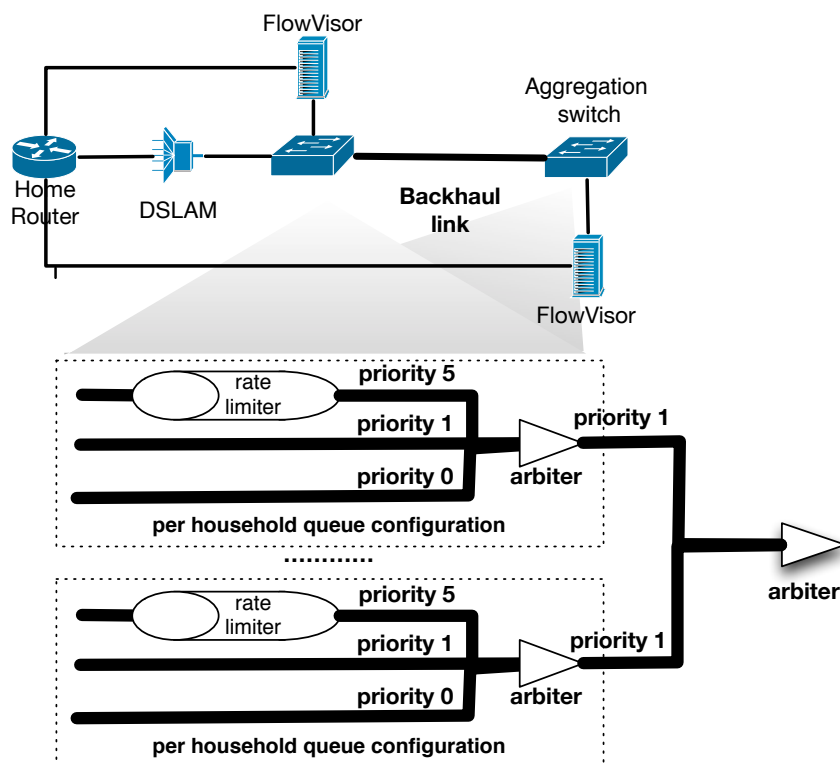 FlowVisor
Aggregation
switch
Home
Router
DSLAM
Backhaul
link
FlowVisor
rate
limiter
priority 5
priority 1
priority 0
arbiter
priority 1
per household queue configuration
............
arbiter
rate
limiter
priority 5
priority 1
priority 0
arbiter
priority 1
per household queue configuration